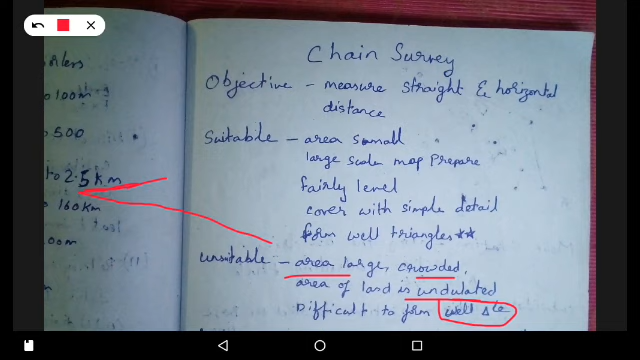 to 100m
500
to 2.5km
160km
00m
Chain Survey
Objective - measure straight & horizontal
distance
Suitable - area small
large scale map prepare
fairly level
cover with simple detail
form well triangles**
Unsuitable - area large, crowded,
area of land is undulated
Difficult to form well